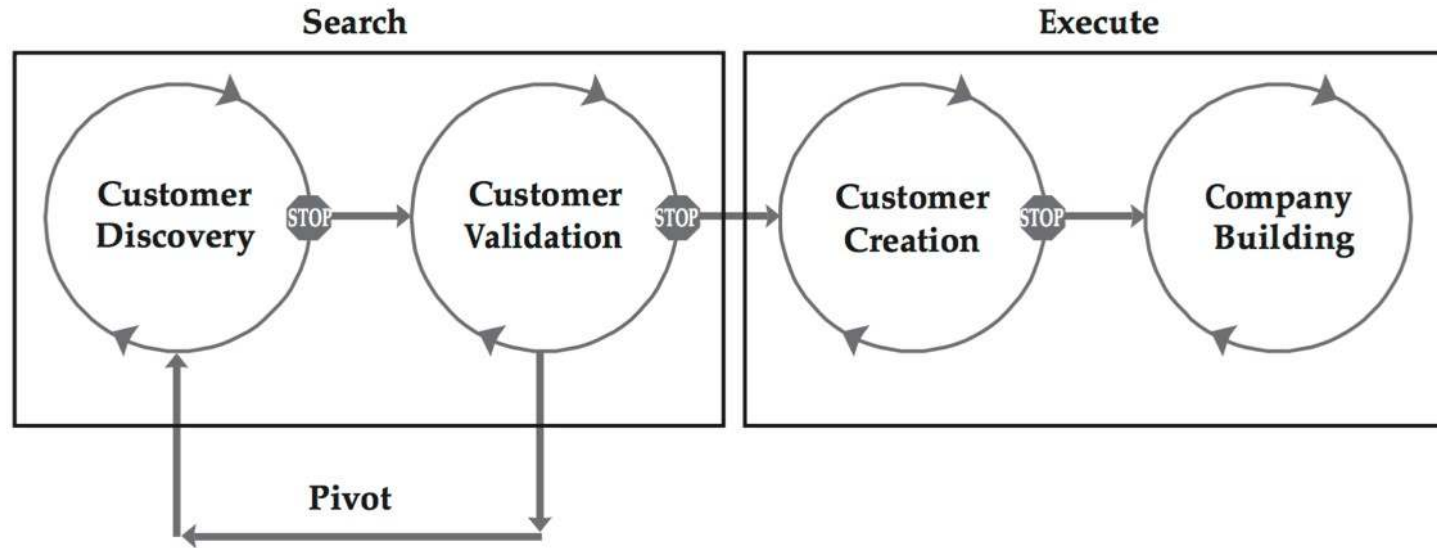 Search
Execute
Customer
Discovery
STOP
Customer
Validation
STOP
Customer
Creation
STOP
Company
Building
Pivot